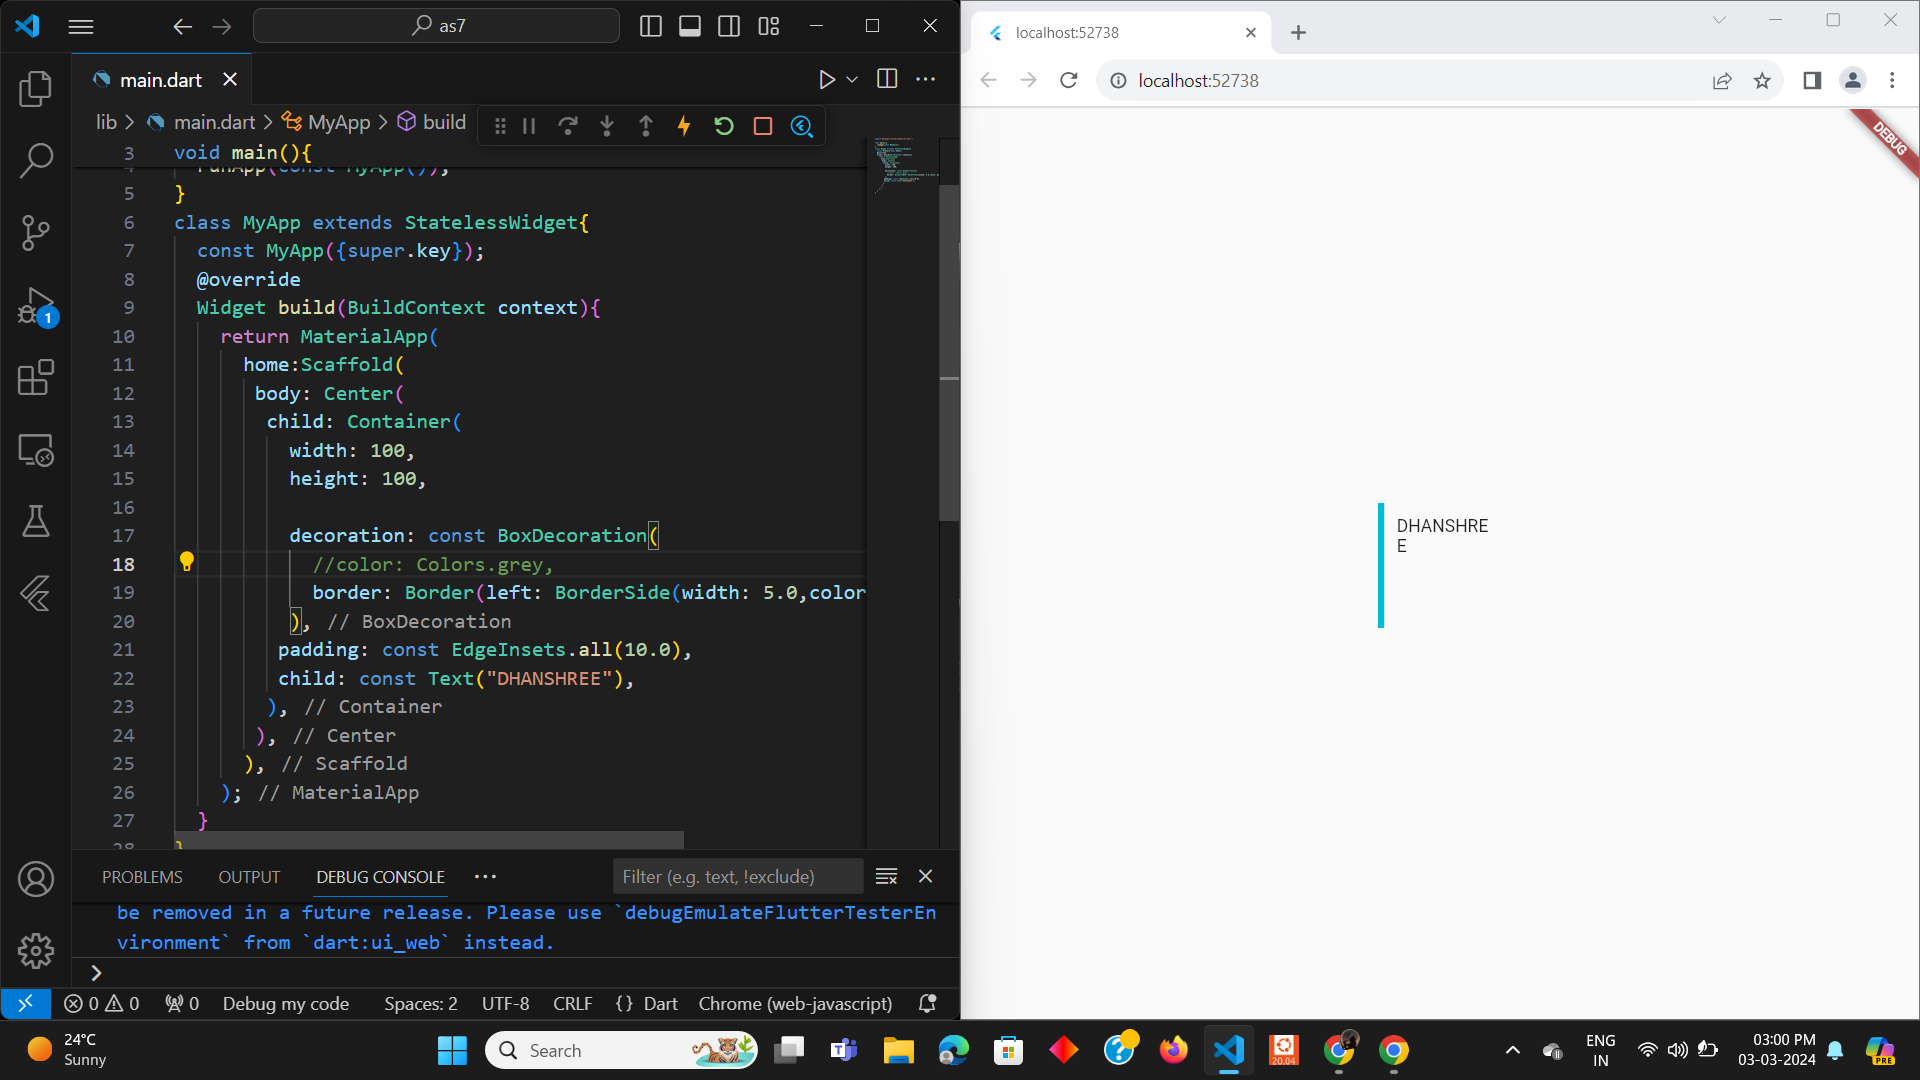 as7
main.dart
lib > main.dart > MyApp > build
3 void main(){
4 runApp(const MyApp());
5 }
6 class MyApp extends StatelessWidget{
7 const MyApp({super.key});
8 @override
9 Widget build(BuildContext context){
10 return MaterialApp(
11 home:Scaffold(
12 body: Center(
13 child: Container(
14 width: 100,
15 height: 100,
16
17 decoration: const BoxDecoration(
18 //color: Colors.grey,
19 border: Border(left: BorderSide(width: 5.0,color
20 ), // BoxDecoration
21 padding: const EdgeInsets.all(10.0),
22 child: const Text("DHANSHREE"),
23 ), // Container
24 ), // Center
25 ), // Scaffold
26 ); // MaterialApp
27 }
28 }
1
PROBLEMS OUTPUT DEBUG CONSOLE Filter (e.g. text, !exclude)
be removed in a future release. Please use `debugEmulateFlutterTesterEn
vironment` from `dart:ui_web` instead.
0 0 0 Debug my code Spaces: 2 UTF-8 CRLF {} Dart Chrome (web-javascript)
localhost:52738
localhost:52738
DEBUG
DHANSHRE
E
24°C
Sunny
Search
20.04
ENG
IN
03:00 PM
03-03-2024
PRE